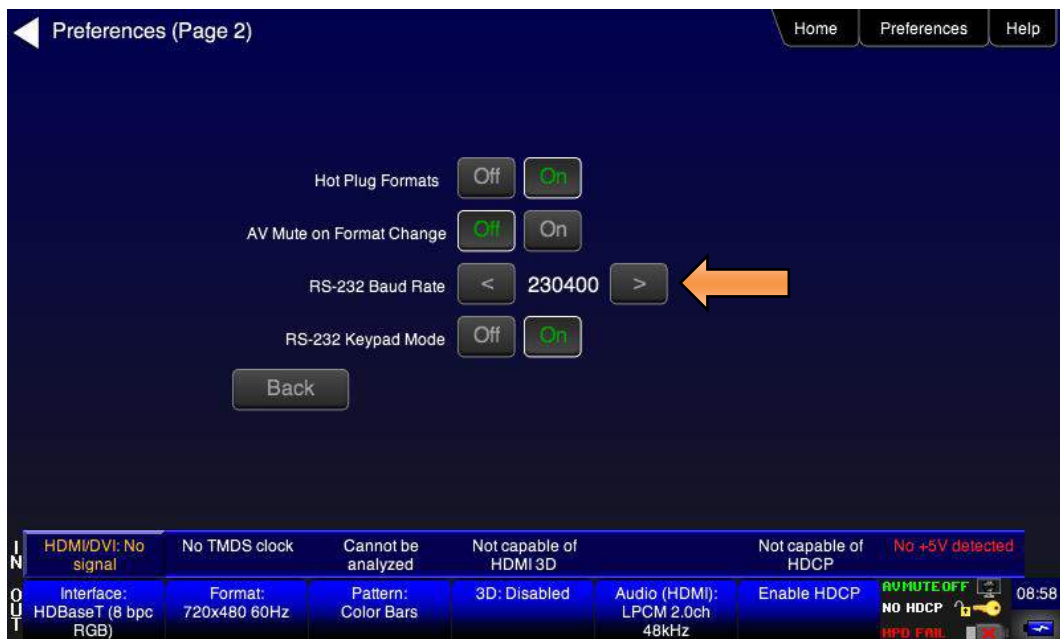 Preferences (Page 2)
Home
Preferences
Help
Hot Plug Formats
Off
On
AV Mute on Format Change
Off
On
RS-232 Baud Rate
<
230400
>
RS-232 Keypad Mode
Off
On
Back
IN
HDMI/DVI: No
signal
No TMDS clock
Cannot be
analyzed
Not capable of
HDMI 3D
Not capable of
HDCP
No +5V detected
OUT
Interface:
HDBaseT (8 bpc
RGB)
Format:
720x480 60Hz
Pattern:
Color Bars
3D: Disabled
Audio (HDMI):
LPCM 2.0ch
48kHz
Enable HDCP
AVMUTEOFF
NO HDCP
HPD FAIL
08:58